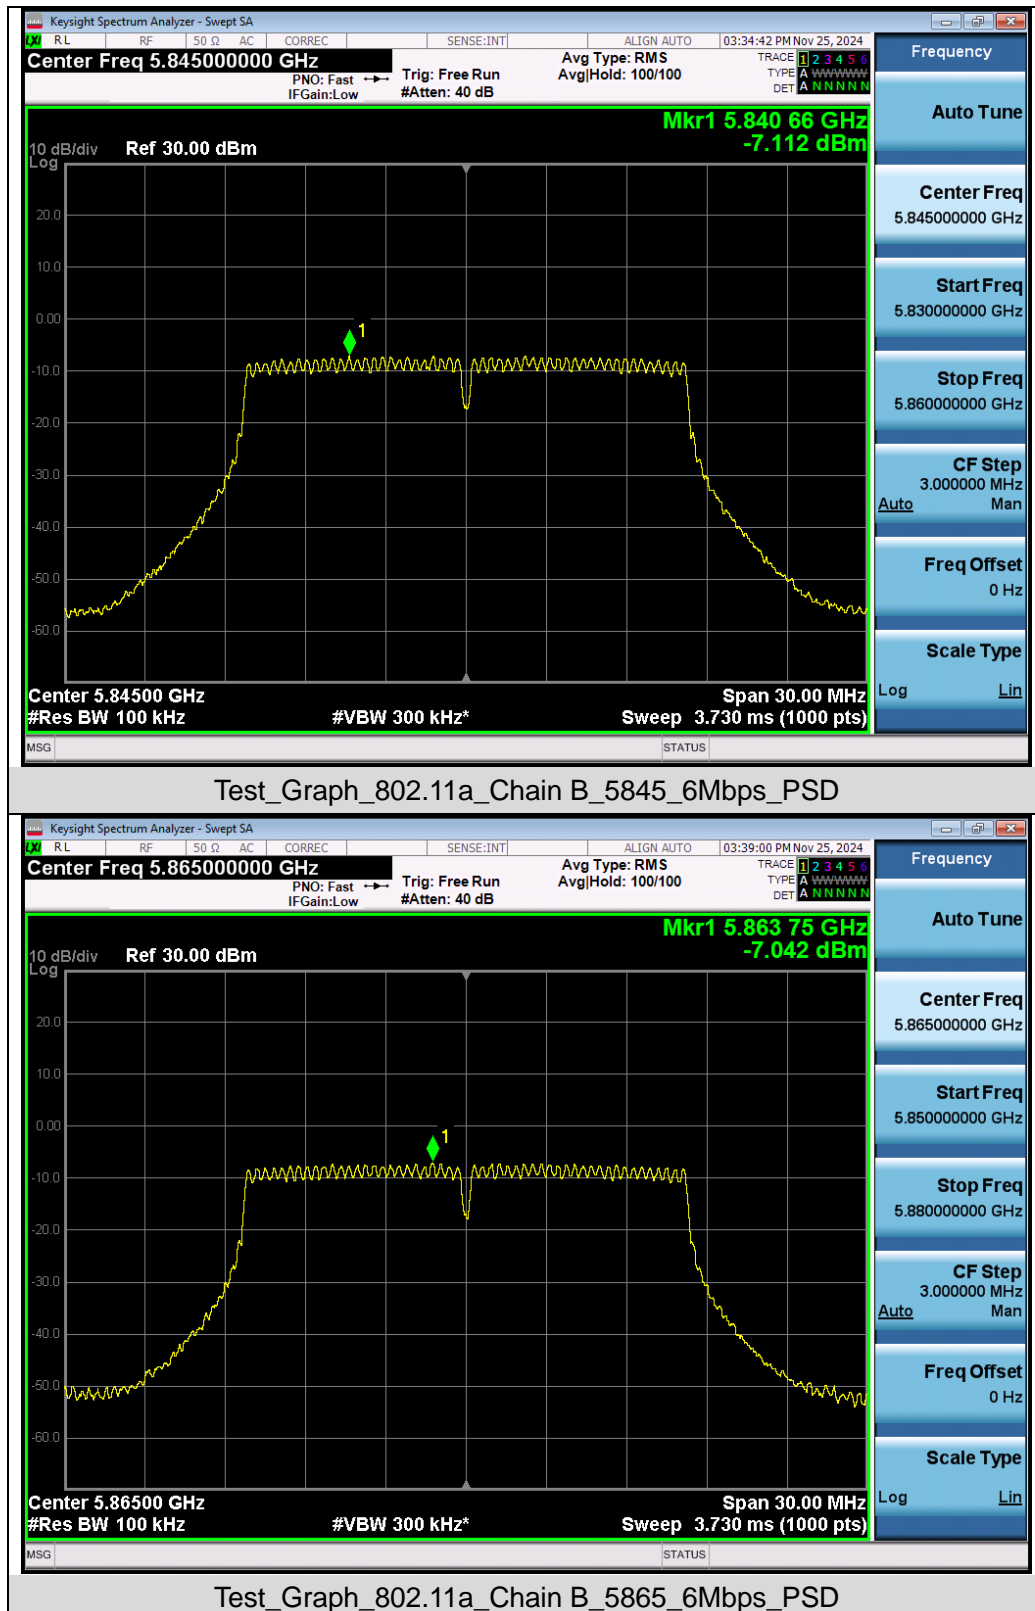 Keysight Spectrum Analyzer - Swept SA
LXI RL RF 50 Ω AC CORREC SENSE:INT ALIGN AUTO 03:34:42 PM Nov 25, 2024
Center Freq 5.845000000 GHz
PNO: Fast
IFGain:Low
Trig: Free Run
#Atten: 40 dB
Avg Type: RMS
Avg|Hold: 100/100
TRACE 1 2 3 4 5 6
TYPE A WWWWW
DET A N N N N N
Mkr1 5.840 66 GHz
-7.112 dBm
10 dB/div Ref 30.00 dBm
Log
20.0
10.0
0.00
-10.0
-20.0
-30.0
-40.0
-50.0
-60.0
1
Center 5.84500 GHz Span 30.00 MHz
#Res BW 100 kHz #VBW 300 kHz* Sweep 3.730 ms (1000 pts)
MSG STATUS
Frequency
Auto Tune
Center Freq
5.845000000 GHz
Start Freq
5.830000000 GHz
Stop Freq
5.860000000 GHz
CF Step
3.000000 MHz
Auto Man
Freq Offset
0 Hz
Scale Type
Log Lin
Test_Graph_802.11a_Chain B_5845_6Mbps_PSD
Keysight Spectrum Analyzer - Swept SA
LXI RL RF 50 Ω AC CORREC SENSE:INT ALIGN AUTO 03:39:00 PM Nov 25, 2024
Center Freq 5.865000000 GHz
PNO: Fast
IFGain:Low
Trig: Free Run
#Atten: 40 dB
Avg Type: RMS
Avg|Hold: 100/100
TRACE 1 2 3 4 5 6
TYPE A WWWWW
DET A N N N N N
Mkr1 5.863 75 GHz
-7.042 dBm
10 dB/div Ref 30.00 dBm
Log
20.0
10.0
0.00
-10.0
-20.0
-30.0
-40.0
-50.0
-60.0
1
Center 5.86500 GHz Span 30.00 MHz
#Res BW 100 kHz #VBW 300 kHz* Sweep 3.730 ms (1000 pts)
MSG STATUS
Frequency
Auto Tune
Center Freq
5.865000000 GHz
Start Freq
5.850000000 GHz
Stop Freq
5.880000000 GHz
CF Step
3.000000 MHz
Auto Man
Freq Offset
0 Hz
Scale Type
Log Lin
Test_Graph_802.11a_Chain B_5865_6Mbps_PSD